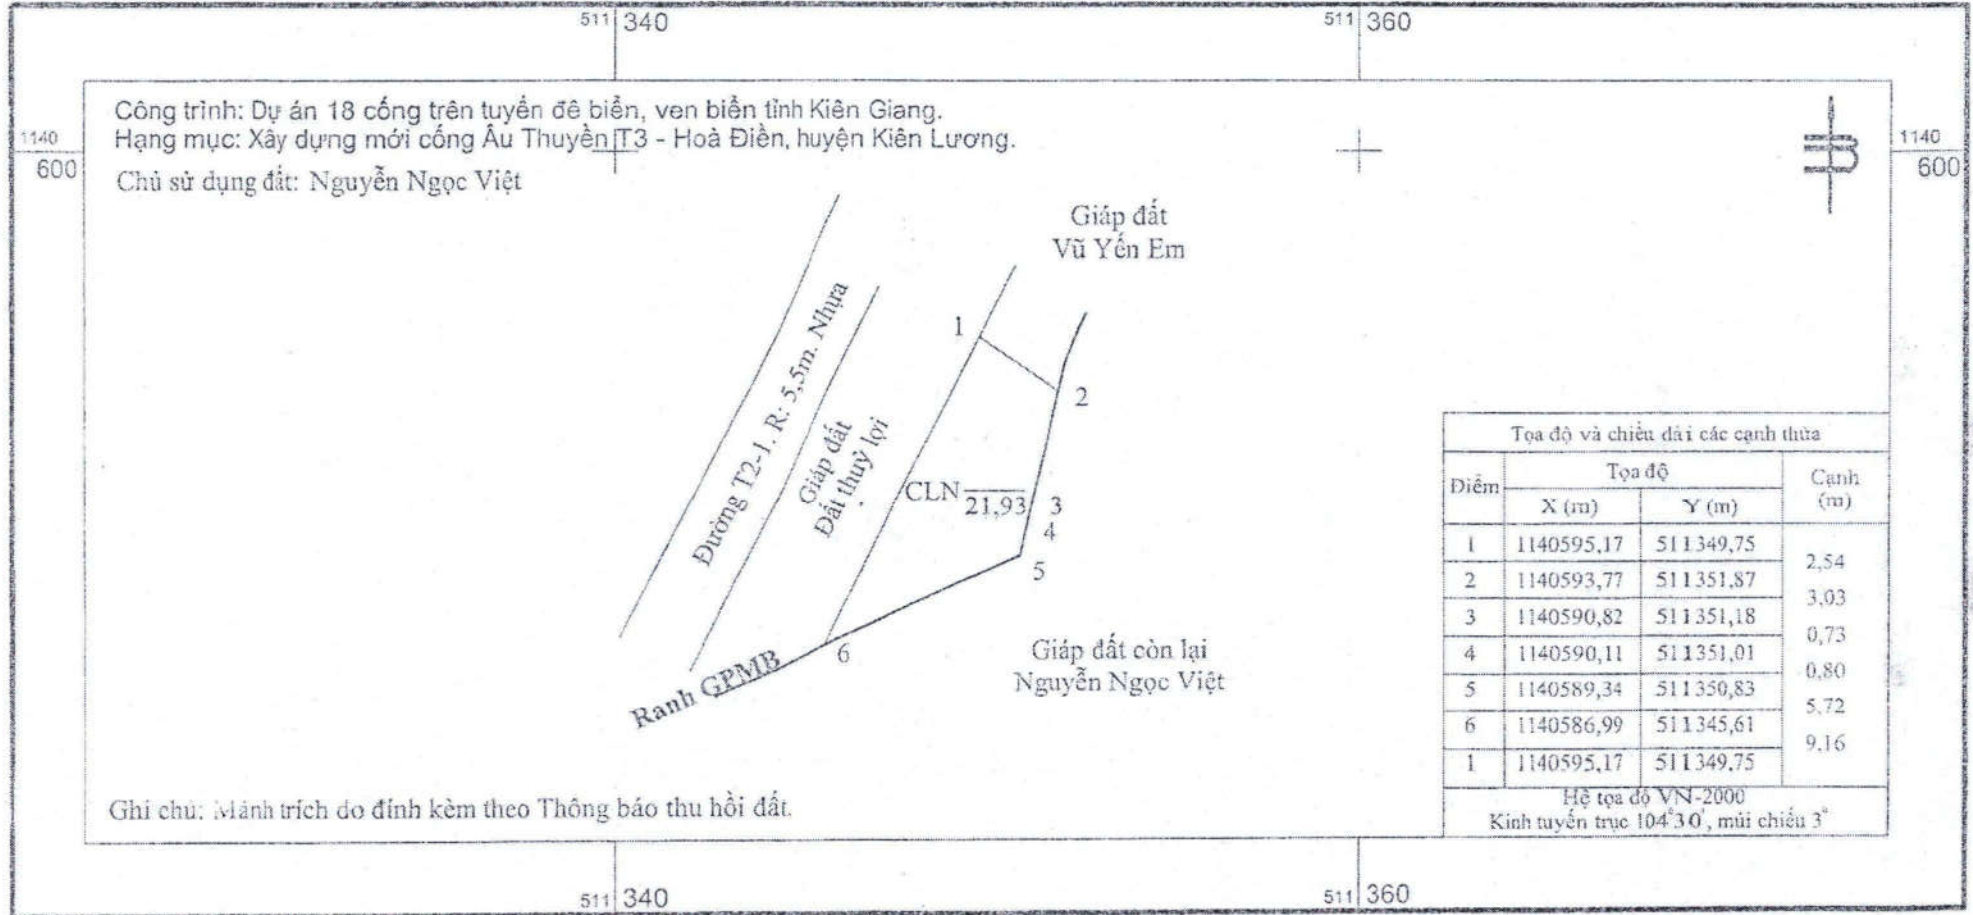 511 340
511 360
Công trình: Dự án 18 cống trên tuyến đê biển, ven biển tỉnh Kiên Giang.
Hạng mục: Xây dựng mới cống Âu Thuyền T3 - Hoà Điền, huyện Kiên Lương.
Chủ sử dụng đất: Nguyễn Ngọc Việt
1140
600
1140
600
Giáp đất
Vũ Yến Em
Đường T2-1. R: 5,5m. Nhựa
Giáp đất
Đất thuỷ lợi
1
2
CLN 21,93
3
4
5
6
Ranh GPMB
Giáp đất còn lại
Nguyễn Ngọc Việt
Tọa độ và chiều dài các cạnh thửa
Điểm Tọa độ Cạnh
X (m) Y (m) (m)
1 1140595,17 511349,75
2,54
2 1140593,77 511351,87
3,03
3 1140590,82 511351,18
0,73
4 1140590,11 511351,01
0,80
5 1140589,34 511350,83
5,72
6 1140586,99 511345,61
9,16
1 1140595,17 511349,75
Hệ tọa độ VN-2000
Kinh tuyến trục 104°30', múi chiếu 3°
Ghi chú: Mảnh trích đo đính kèm theo Thông báo thu hồi đất.
511 340
511 360